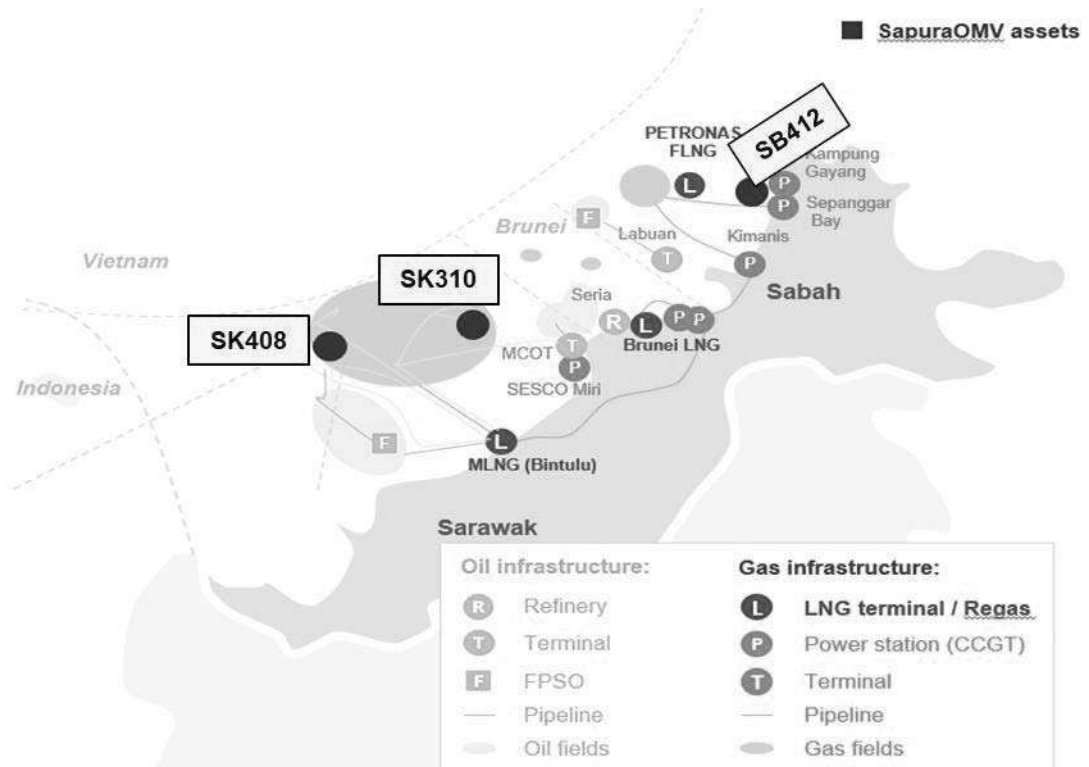 SapuraOMV assets
SB412
PETRONAS
FLNG
L
Kampung
Gayang
P
P
Sepanggar
Bay
F
Brunei
Labuan
T
Kimanis
P
Vietnam
SK310
Sabah
Seria
SK408
R
L
P
P
Brunei LNG
MCOT
T
P
SESCO Miri
Indonesia
F
L
MLNG (Bintulu)
Sarawak
Oil infrastructure:
R Refinery
T Terminal
F FPSO
Pipeline
Oil fields
Gas infrastructure:
L LNG terminal / Regas
P Power station (CCGT)
T Terminal
Pipeline
Gas fields